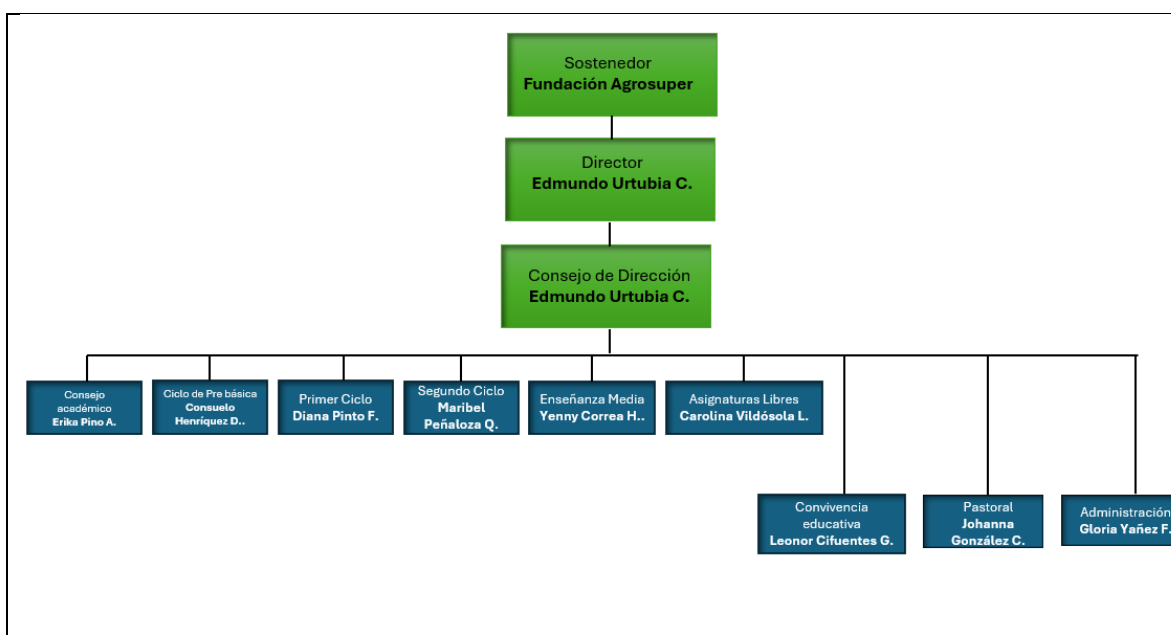 Sostenedor
Fundación Agrosuper
Director
Edmundo Urtubia C.
Consejo de Dirección
Edmundo Urtubia C.
Consejo
académico
Erika Pino A.
Ciclo de Pre básica
Consuelo
Henríquez D..
Primer Ciclo
Diana Pinto F.
Segundo Ciclo
Maribel
Peñaloza Q.
Enseñanza Media
Yenny Correa H..
Asignaturas Libres
Carolina Vildósola L.
Convivencia
educativa
Leonor Cifuentes G.
Pastoral
Johanna
González C.
Administración
Gloria Yañez F.